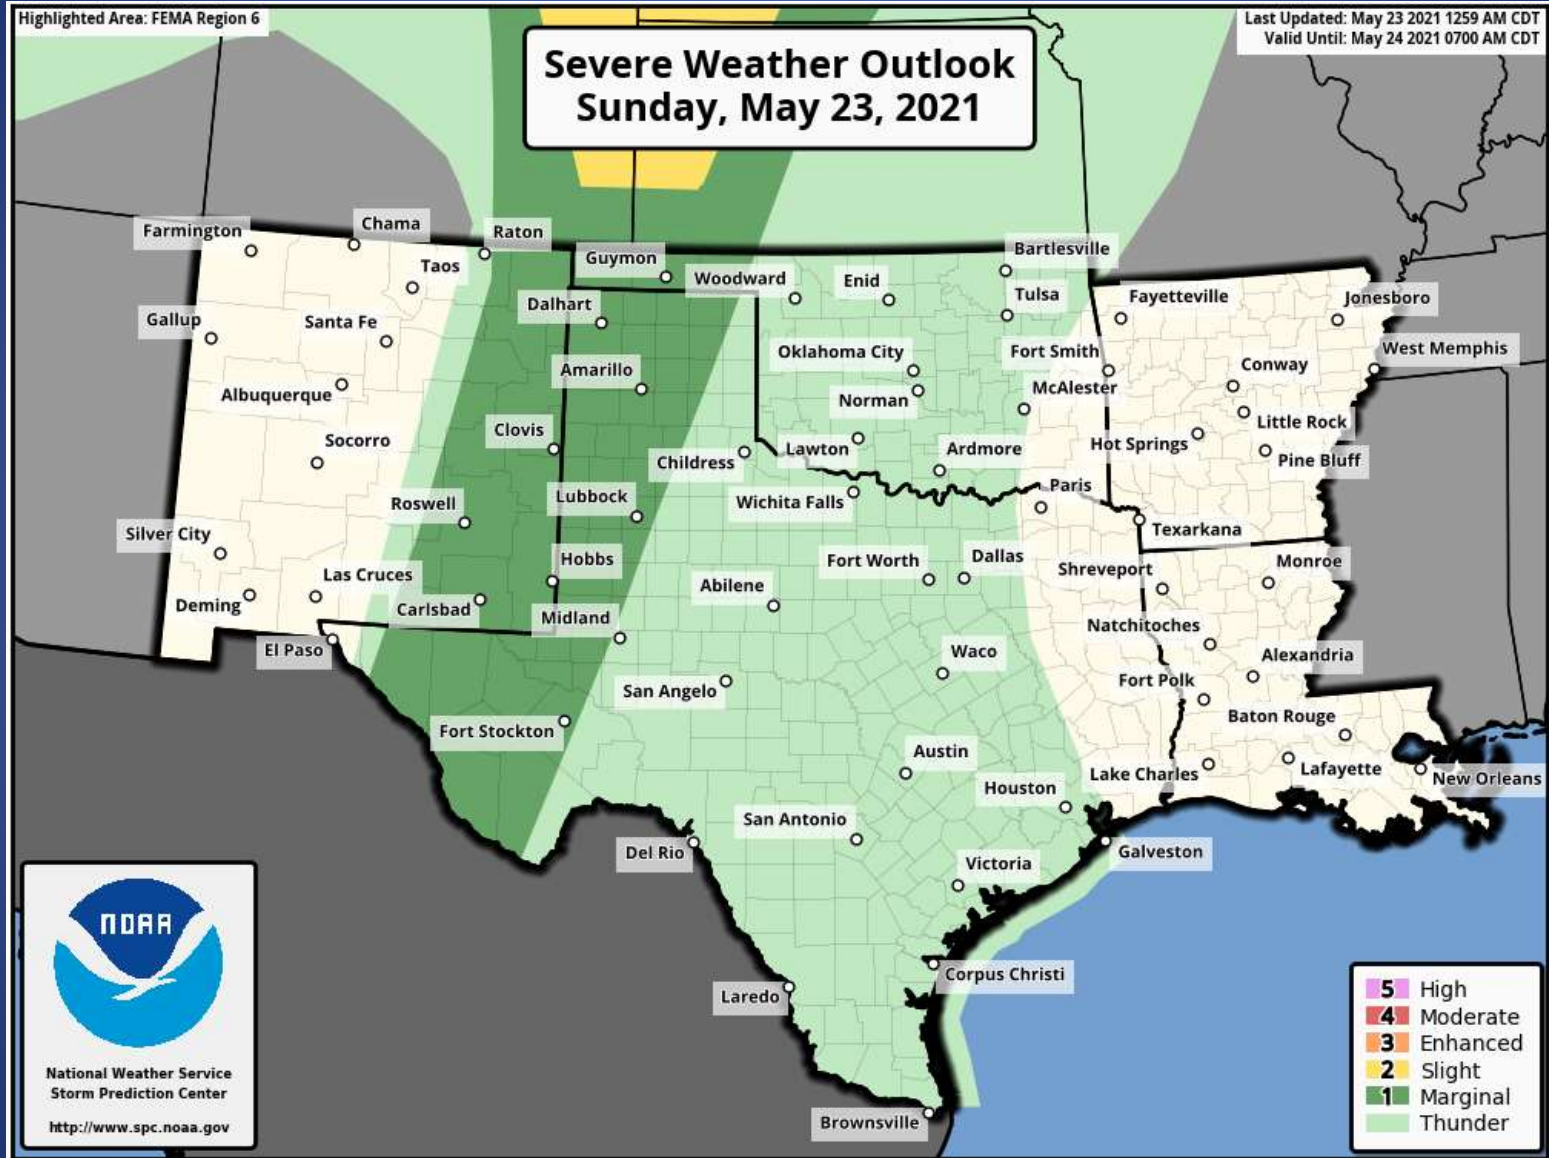 Highlighted Area: FEMA Region 6
Last Updated: May 23 2021 1259 AM CDT
Valid Until: May 24 2021 0700 AM CDT
Severe Weather Outlook
Sunday, May 23, 2021
Farmington
Chama
Raton
Taos
Guymon
Woodward
Enid
Bartlesville
Tulsa
Gallup
Santa Fe
Dalhart
Fayetteville
Jonesboro
Albuquerque
Amarillo
Oklahoma City
Norman
Fort Smith
McAlester
Conway
West Memphis
Socorro
Clovis
Childress
Lawton
Ardmore
Hot Springs
Little Rock
Pine Bluff
Roswell
Lubbock
Wichita Falls
Paris
Texarkana
Silver City
Deming
Las Cruces
Carlsbad
Hobbs
Midland
Abilene
Fort Worth
Dallas
Shreveport
Monroe
El Paso
San Angelo
Waco
Natchitoches
Alexandria
Fort Polk
Fort Stockton
Austin
Houston
Lake Charles
Baton Rouge
Lafayette
New Orleans
San Antonio
Del Rio
Victoria
Galveston
Laredo
Corpus Christi
Brownsville
NOAA
National Weather Service
Storm Prediction Center
http://www.spc.noaa.gov
5 High
4 Moderate
3 Enhanced
2 Slight
1 Marginal
Thunder